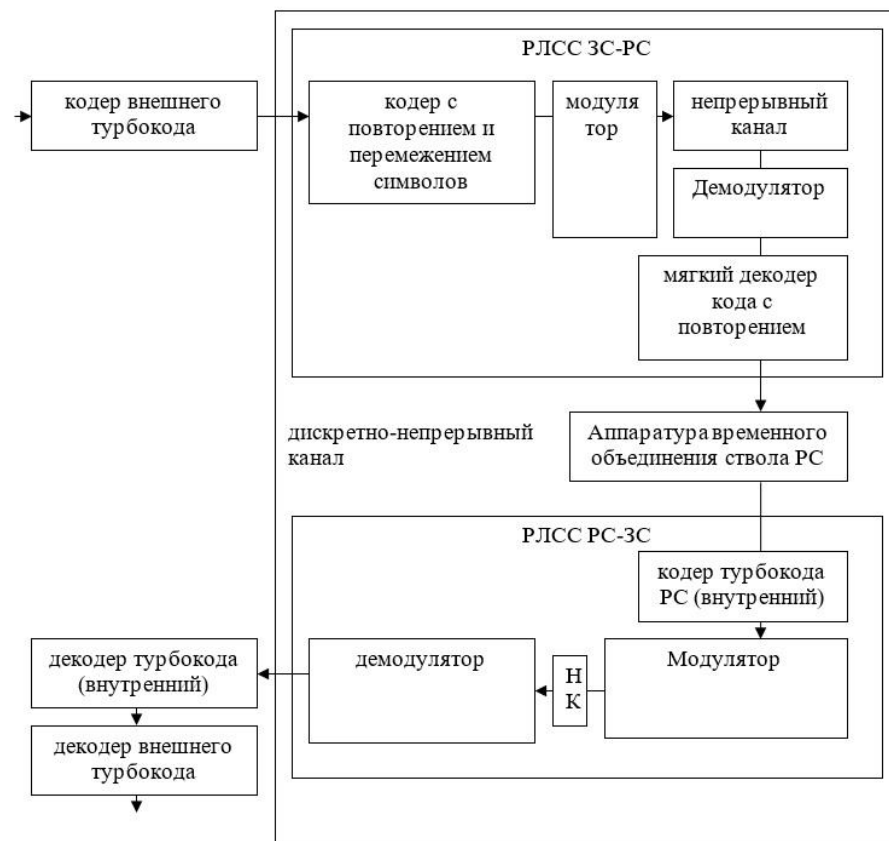 РЛСС ЗС-РС
кодер внешнего
турбокода
кодер с
повторением и
перемежением
символов
модуля
тор
непрерывный
канал
Демодулятор
мягкий декодер
кода с
повторением
дискретно-непрерывный
канал
Аппаратура временного
объединения ствола РС
РЛСС РС-ЗС
кодер турбокода
РС (внутренний)
Модулятор
Н
К
демодулятор
декодер турбокода
(внутренний)
декодер внешнего
турбокода